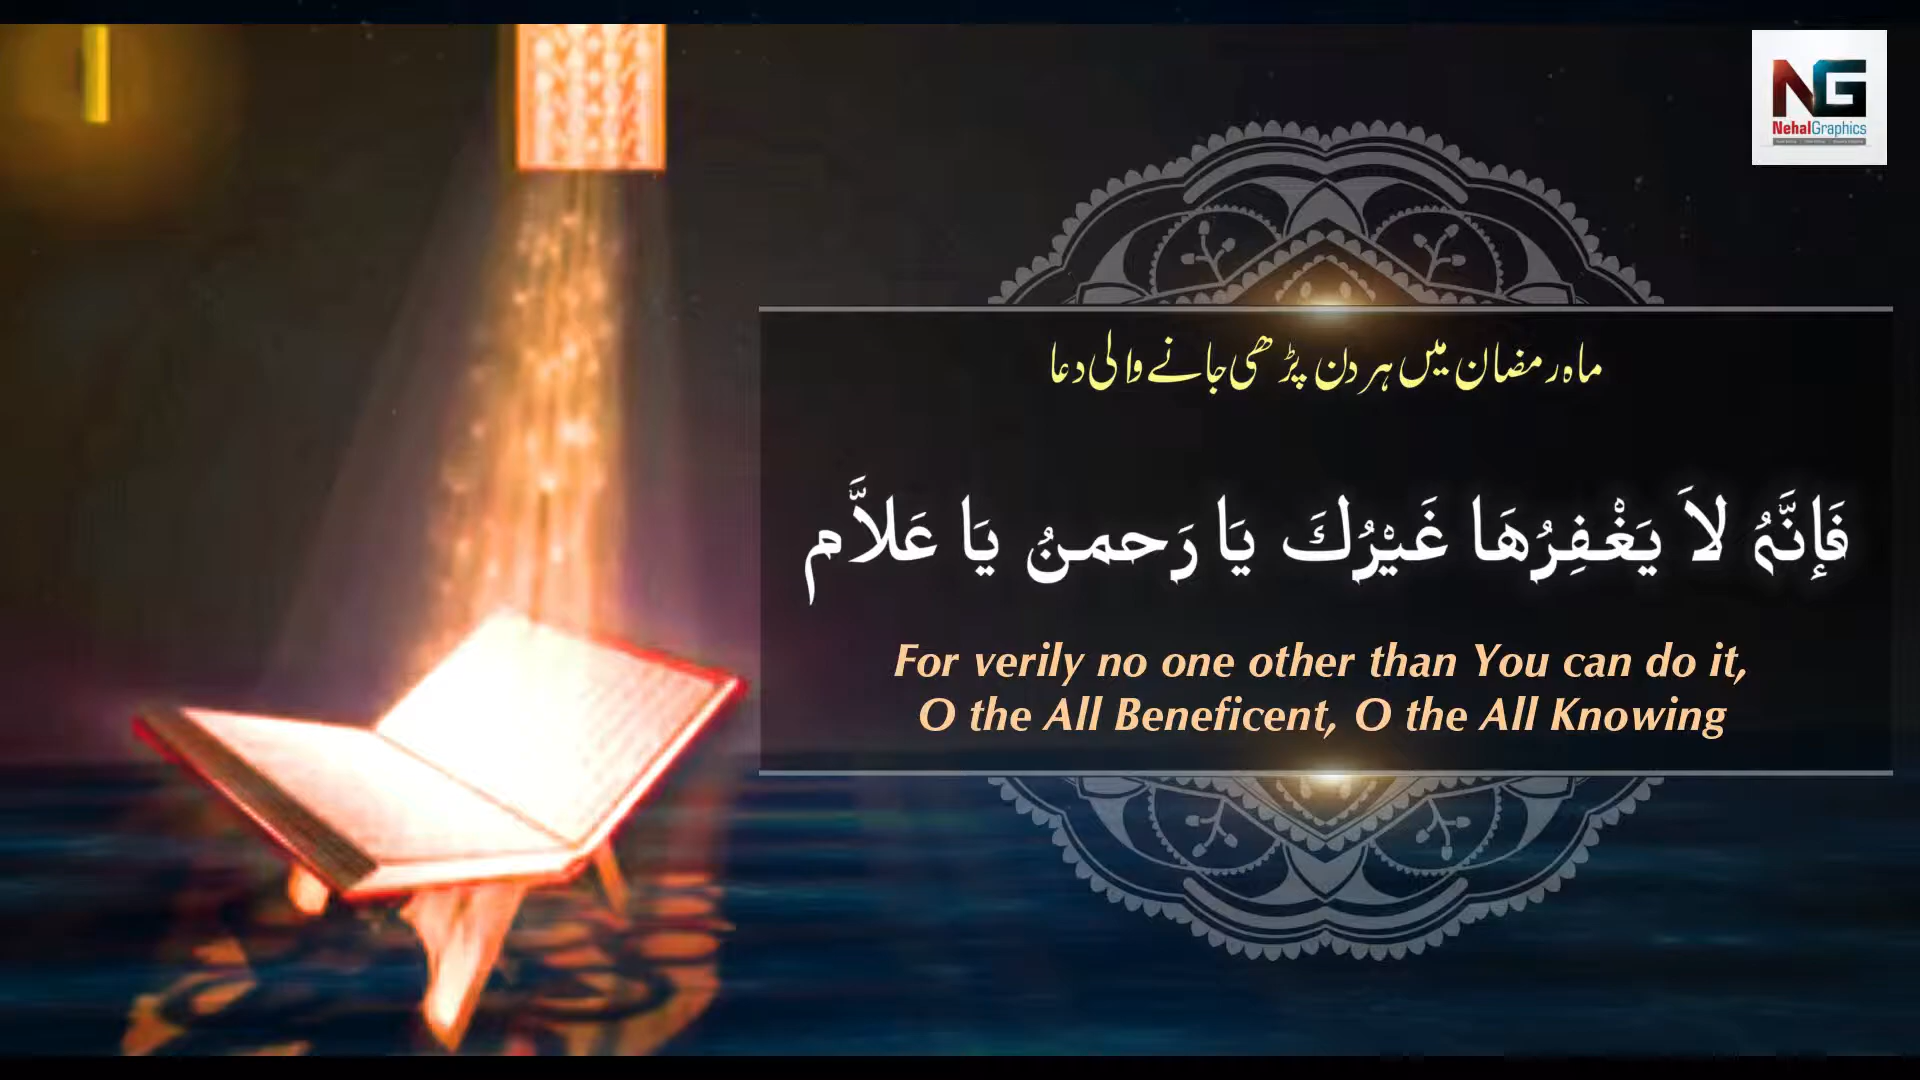 NG
NehalGraphics
ماہ رمضان میں ہر دن پڑھی جانے والی دعا
فَإِنَّهُ لاَ يَغْفِرُهَا غَيْرُكَ يَا رَحمنُ يَا عَلاَّم
For verily no one other than You can do it,
O the All Beneficent, O the All Knowing